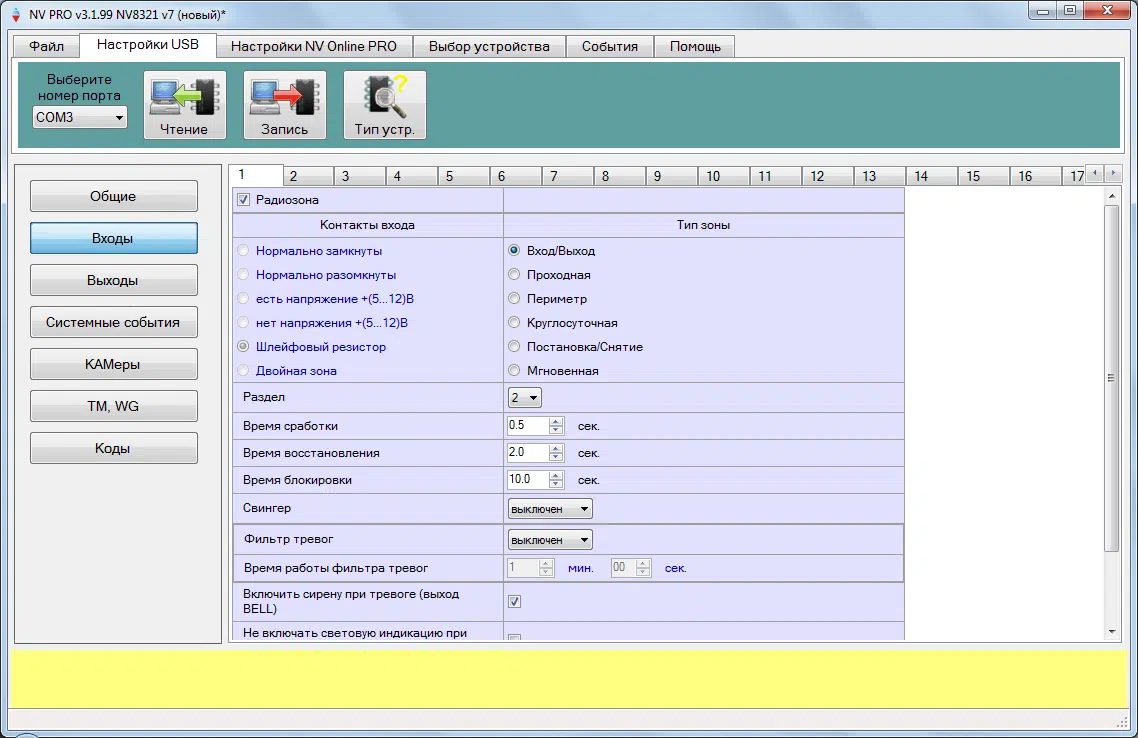 NV PRO v3.1.99 NV8321 v7 (новый)*
Файл Настройки USB Настройки NV Online PRO Выбор устройства События Помощь
Выберите
номер порта
COM3
Чтение Запись Тип устр.
Общие
Входы
Выходы
Системные события
КАМеры
TM, WG
Коды
1 2 3 4 5 6 7 8 9 10 11 12 13 14 15 16 17
Радиозона
Контакты входа Тип зоны
Нормально замкнуты Вход/Выход
Нормально разомкнуты Проходная
есть напряжение +(5...12)В Периметр
нет напряжения +(5...12)В Круглосуточная
Шлейфовый резистор Постановка/Снятие
Двойная зона Мгновенная
Раздел 2
Время сработки 0.5 сек.
Время восстановления 2.0 сек.
Время блокировки 10.0 сек.
Свингер выключен
Фильтр тревог выключен
Время работы фильтра тревог 1 мин. 00 сек.
Включить сирену при тревоге (выход
BELL)
Не включать световую индикацию при